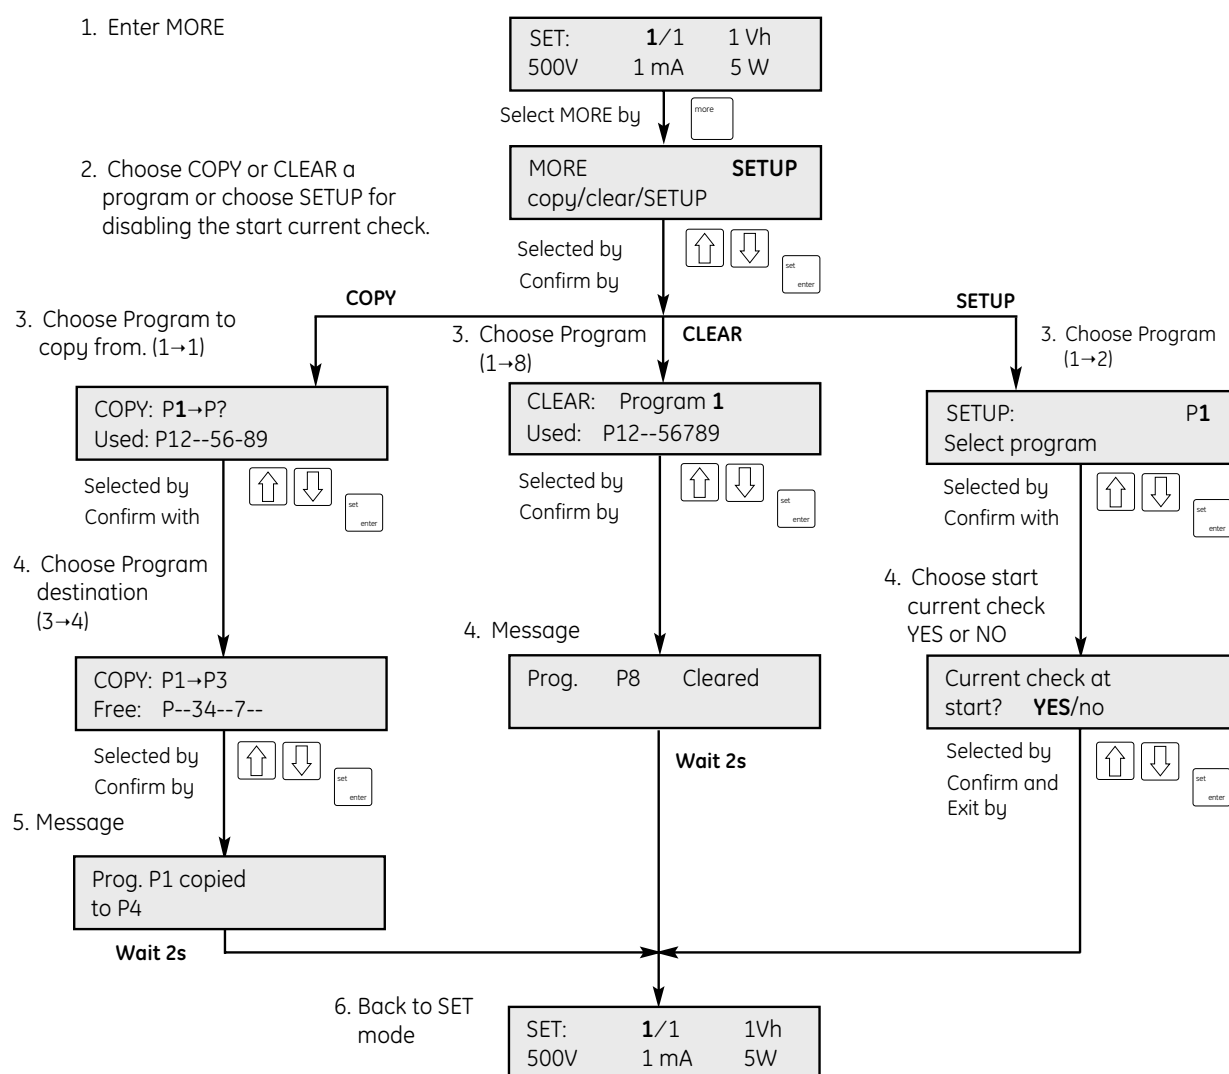 1. Enter MORE
SET: 1/1 1 Vh
500V 1 mA 5 W
Select MORE by
more
2. Choose COPY or CLEAR a
program or choose SETUP for
disabling the start current check.
MORE SETUP
copy/clear/SETUP
Selected by
Confirm by
set
enter
COPY
CLEAR
SETUP
3. Choose Program to
copy from. (1→1)
COPY: P1→P?
Used: P12--56-89
Selected by
Confirm with
set
enter
4. Choose Program
destination
(3→4)
COPY: P1→P3
Free: P--34--7--
Selected by
Confirm by
set
enter
5. Message
Prog. P1 copied
to P4
Wait 2s
3. Choose Program
(1→8)
CLEAR: Program 1
Used: P12--56789
Selected by
Confirm by
set
enter
4. Message
Prog. P8 Cleared
Wait 2s
3. Choose Program
(1→2)
SETUP: P1
Select program
Selected by
Confirm with
set
enter
4. Choose start
current check
YES or NO
Current check at
start? YES/no
Selected by
Confirm and
Exit by
set
enter
6. Back to SET
mode
SET: 1/1 1Vh
500V 1 mA 5W